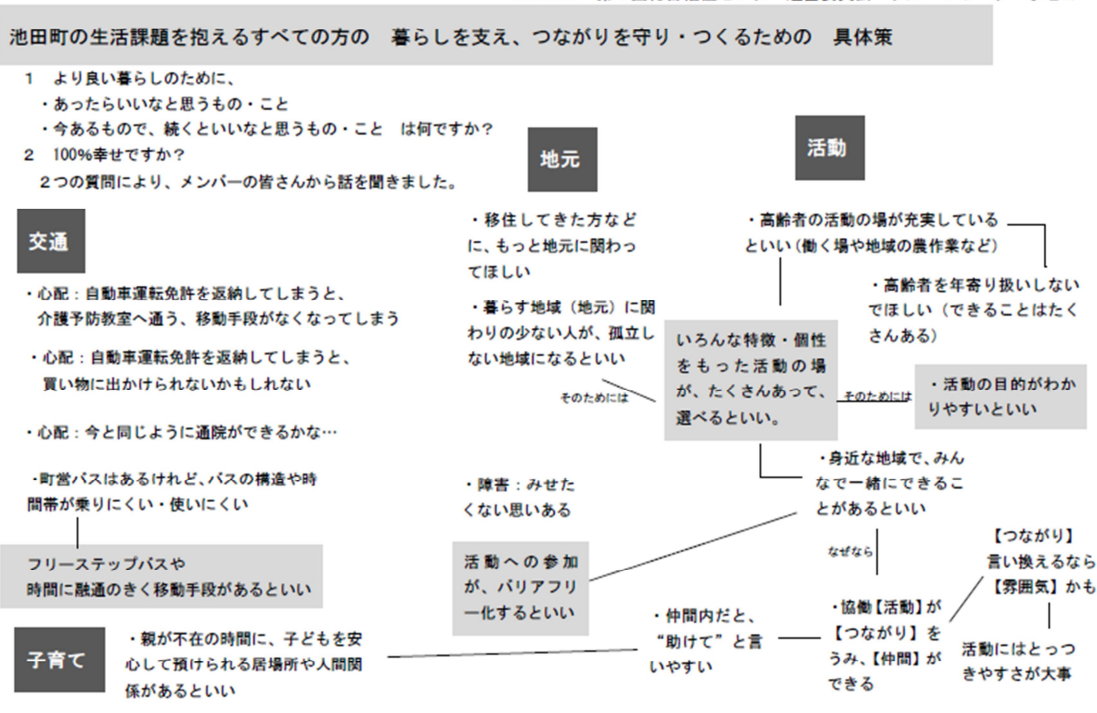 池田町の生活課題を抱えるすべての方の　暮らしを支え、つながりを守り・つくるための　具体策
1　より良い暮らしのために、
・あったらいいなと思うもの・こと
・今あるもので、続くといいなと思うもの・こと　は何ですか？
2　100%幸せですか？
2つの質問により、メンバーの皆さんから話を聞きました。
交通
・心配：自動車運転免許を返納してしまうと、
介護予防教室へ通う、移動手段がなくなってしまう
・心配：自動車運転免許を返納してしまうと、
買い物に出かけられないかもしれない
・心配：今と同じように通院ができるかな…
・町営バスはあるけれど、バスの構造や時
間帯が乗りにくい・使いにくい
フリーステップバスや
時間に融通のきく移動手段があるといい
子育て
・親が不在の時間に、子どもを安
心して預けられる居場所や人間関
係があるといい
地元
・移住してきた方など
に、もっと地元に関わっ
てほしい
・暮らす地域（地元）に関
わりの少ない人が、孤立し
ない地域になるといい
そのためには
・障害：みせた
くない思いある
活動への参加
が、バリアフリ
ー化するといい
活動
・高齢者の活動の場が充実している
といい（働く場や地域の農作業など）
・高齢者を年寄り扱いしない
でほしい（できることはたく
さんある）
いろんな特徴・個性
をもった活動の場
が、たくさんあって、
選べるといい。
そのためには
・活動の目的がわか
りやすいといい
・身近な地域で、みん
なで一緒にできるこ
とがあるといい
なぜなら
・協働【活動】が
【つながり】を
うみ、【仲間】が
できる
・仲間内だと、
“助けて”と言
いやすい
【つながり】
言い換えるなら
【雰囲気】かも
活動にはとっつ
きやすさが大事